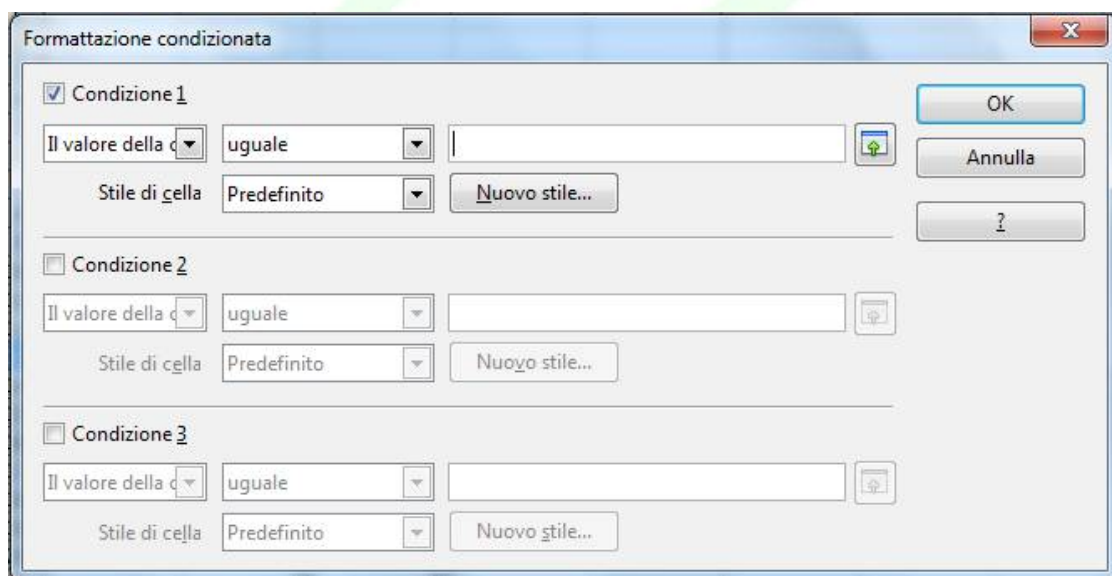 Formattazione condizionata
Condizione 1
OK
Il valore della c
uguale
Annulla
Stile di cella
Predefinito
Nuovo stile...
?
Condizione 2
Il valore della c
uguale
Stile di cella
Predefinito
Nuovo stile...
Condizione 3
Il valore della c
uguale
Stile di cella
Predefinito
Nuovo stile...